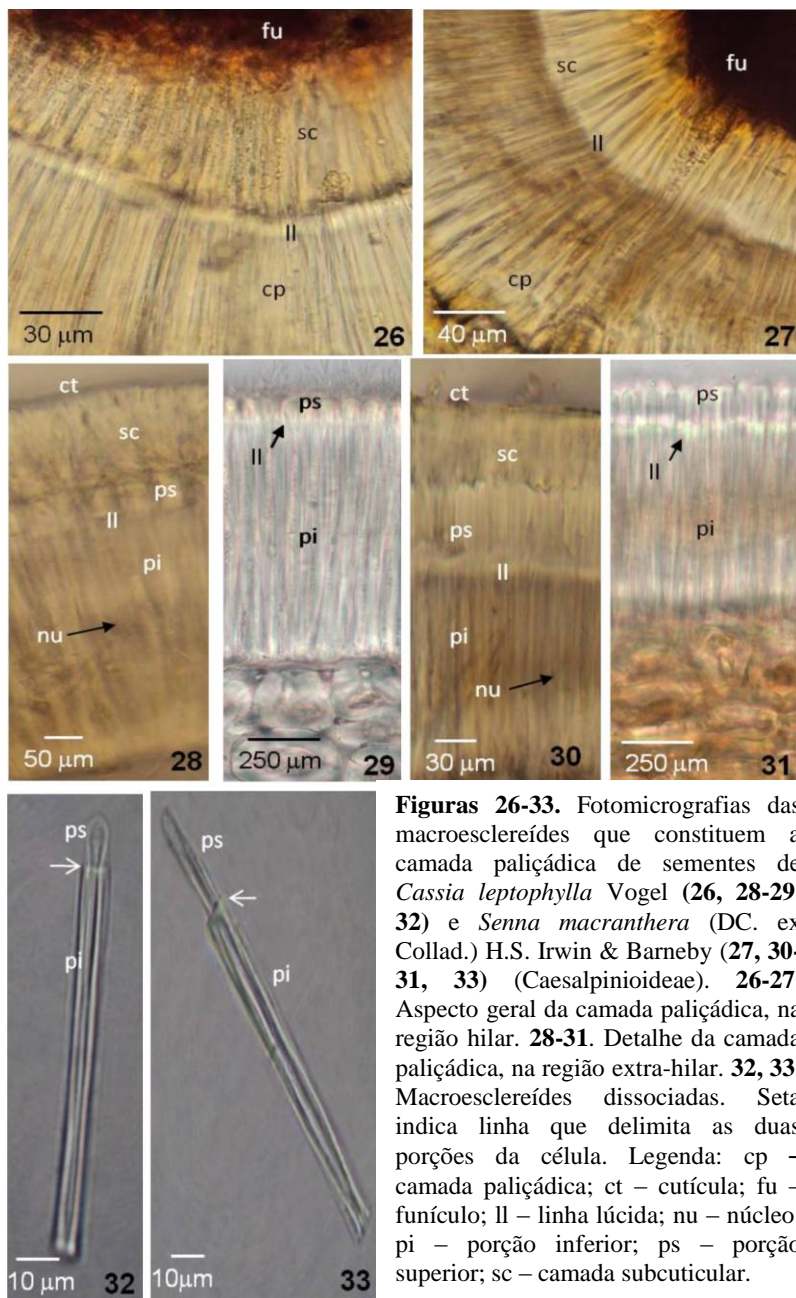 fu
sc
ll
cp
30 µm
26
fu
sc
ll
cp
40 µm
27
ct
sc
ps
ll
pi
nu
50 µm
28
ps
ll
pi
250 µm
29
ct
sc
ps
ll
pi
nu
30 µm
30
ps
ll
pi
250 µm
31
ps
pi
10 µm
32
ps
pi
10µm
33
Figuras 26-33. Fotomicrografias das
macroesclereídes que constituem a
camada paliçádica de sementes de
Cassia leptophylla Vogel (26, 28-29
32) e Senna macranthera (DC. ex
Collad.) H.S. Irwin & Barneby (27, 30-
31, 33) (Caesalpinioideae). 26-27
Aspecto geral da camada paliçádica, na
região hilar. 28-31. Detalhe da camada
paliçádica, na região extra-hilar. 32, 33
Macroesclereídes dissociadas. Seta
indica linha que delimita as duas
porções da célula. Legenda: cp –
camada paliçádica; ct – cutícula; fu –
funículo; ll – linha lúcida; nu – núcleo
pi – porção inferior; ps – porção
superior; sc – camada subcuticular.